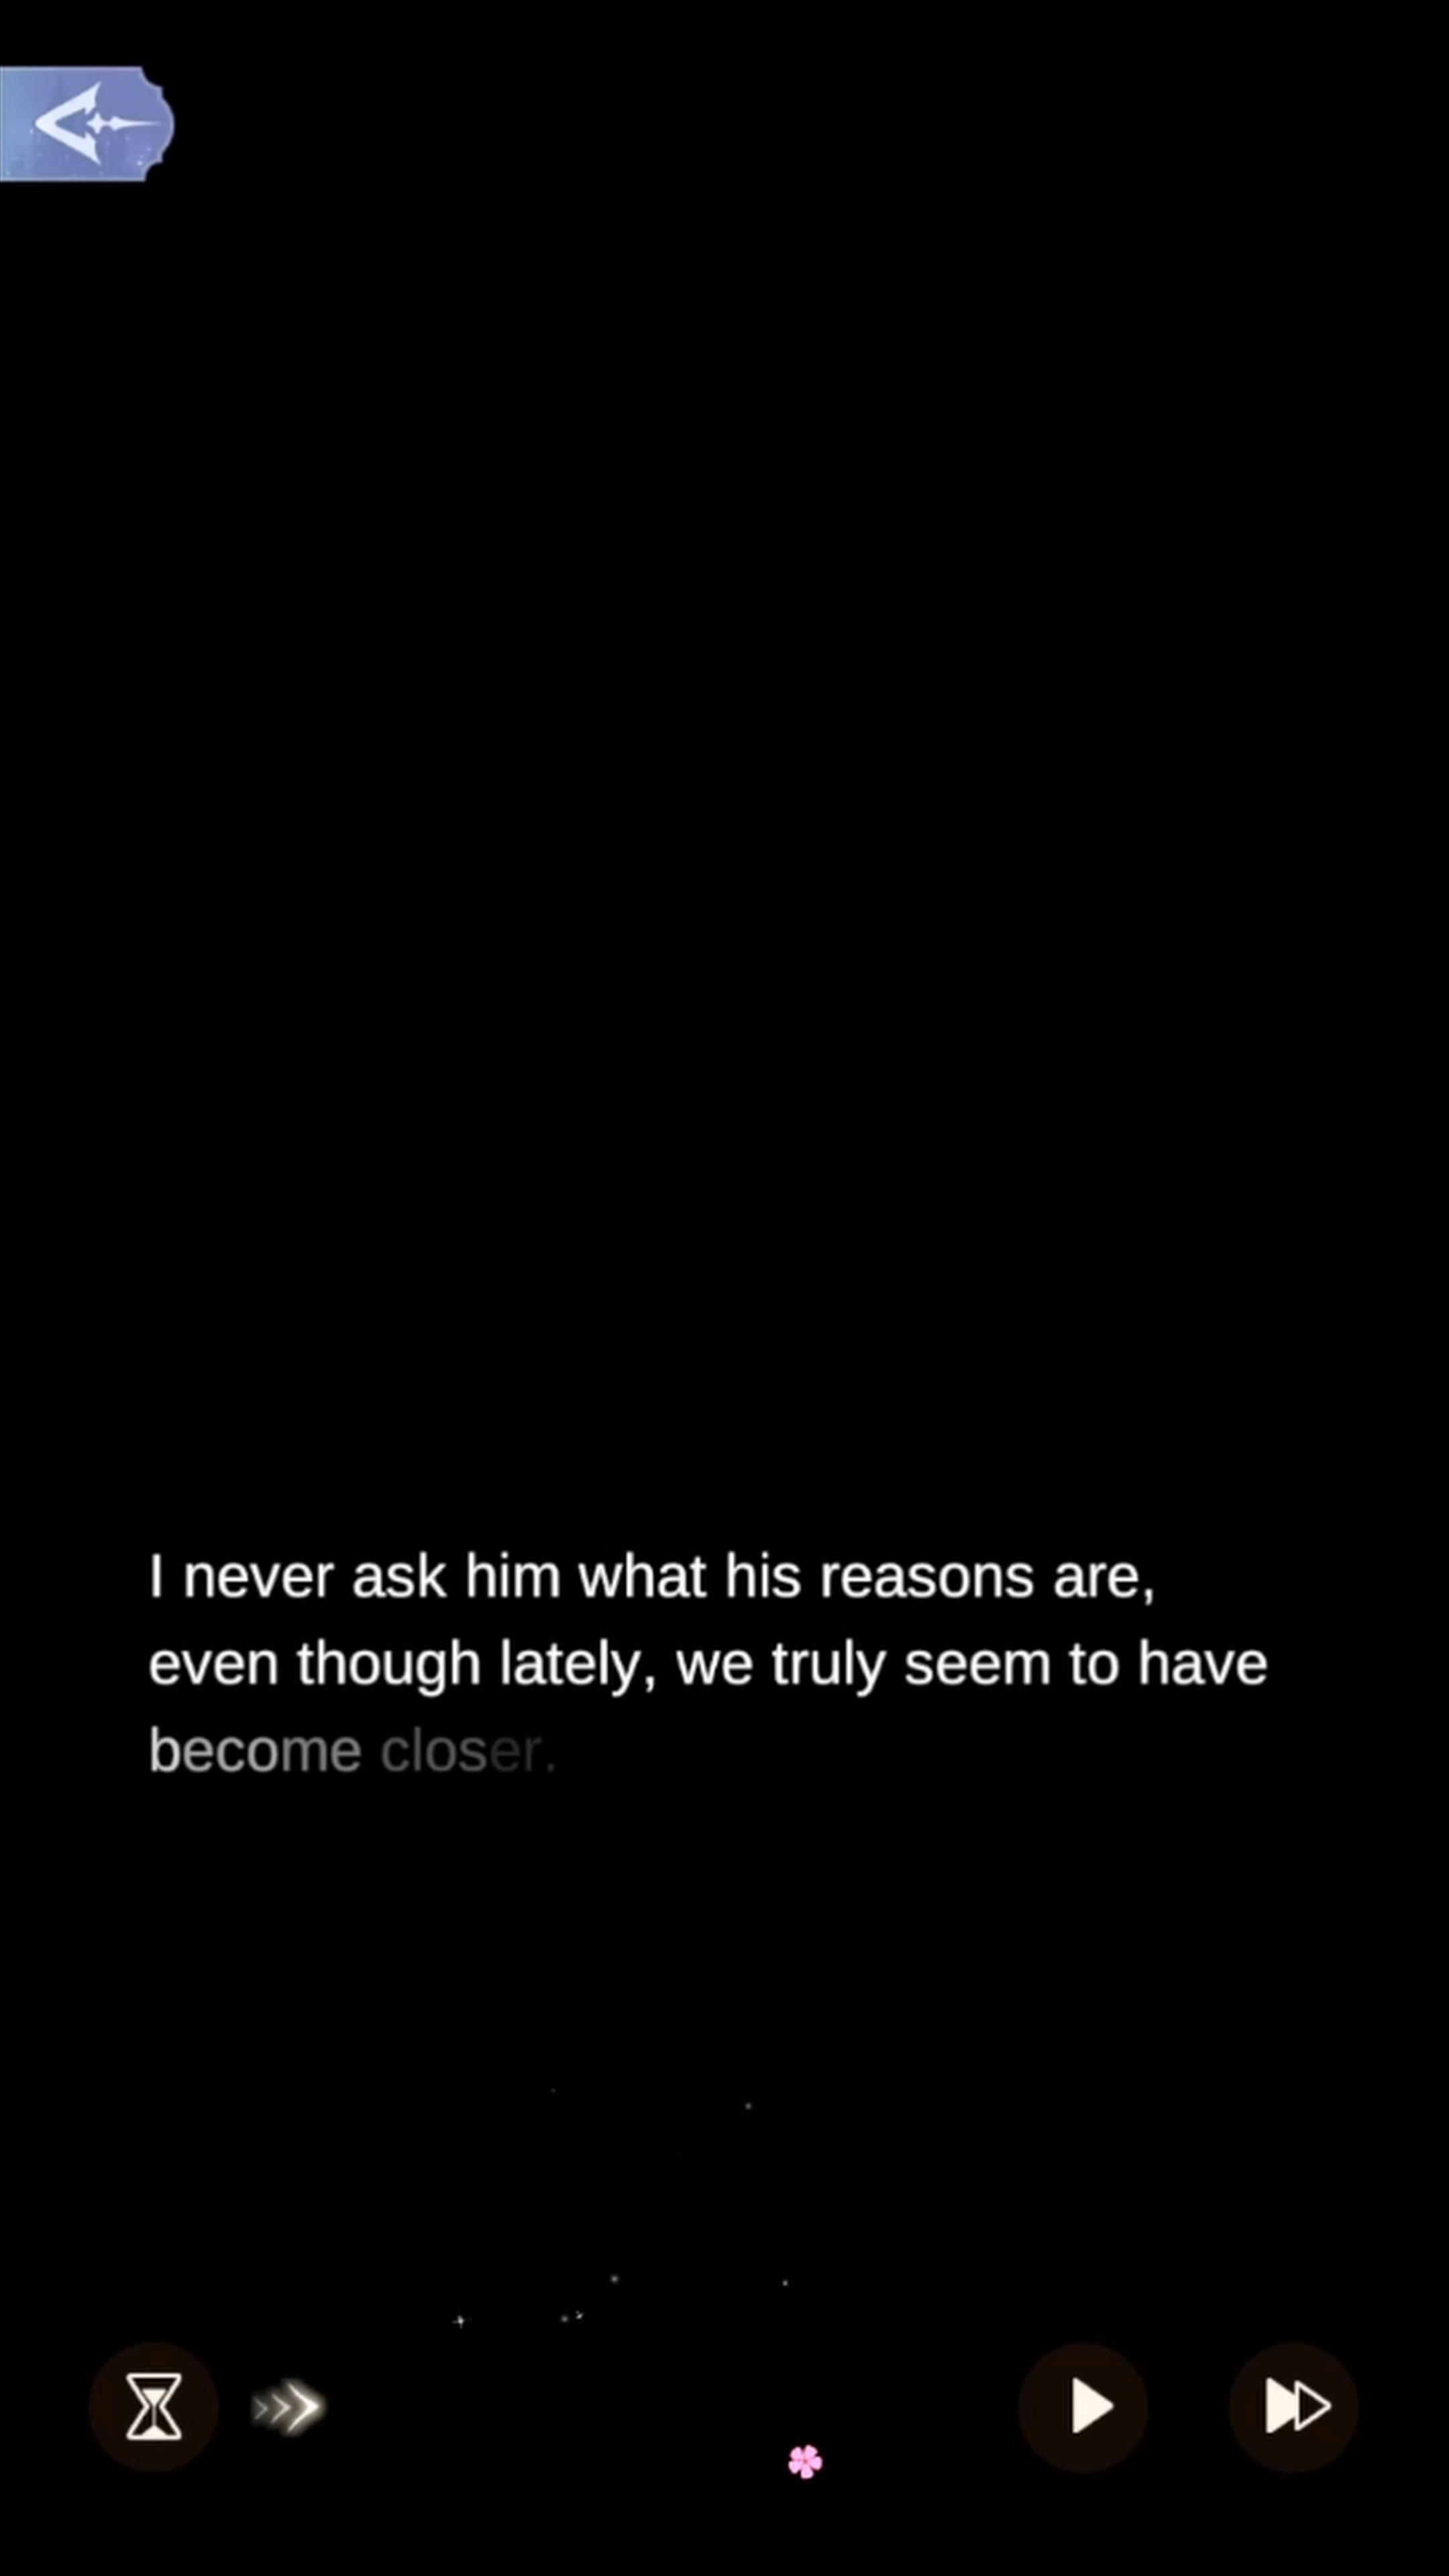 I never ask him what his reasons are,
even though lately, we truly seem to have
become closer.